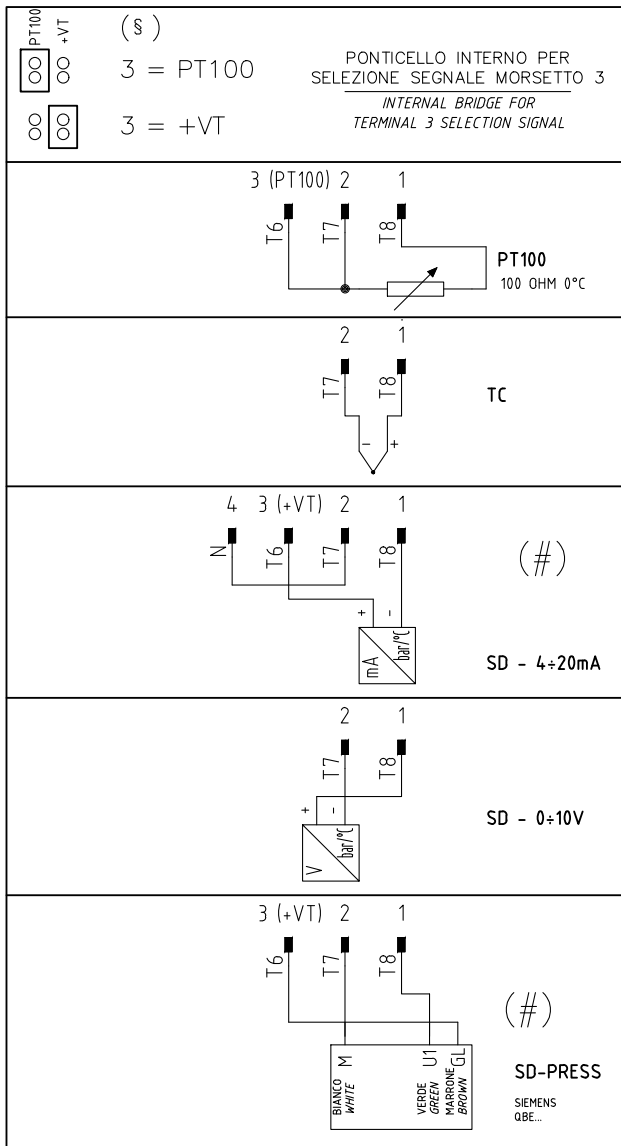 PT100
+VT
(§)
3 = PT100
3 = +VT
PONTICELLO INTERNO PER
SELEZIONE SEGNALE MORSETTO 3
INTERNAL BRIDGE FOR
TERMINAL 3 SELECTION SIGNAL
3 (PT100) 2 1
T6 T7 T8
PT100
100 OHM 0°C
2 1
T7 T8
TC
- +
4 3 (+VT) 2 1
N T6 T7 T8
(#)
+ -
mA bar/°C
SD - 4÷20mA
2 1
T7 T8
+ -
V bar/°C
SD - 0÷10V
3 (+VT) 2 1
T6 T7 T8
(#)
M U1 GL
BIANCO
WHITE
VERDE
GREEN
MARRONE
BROWN
SD-PRESS
SIEMENS
QBE...